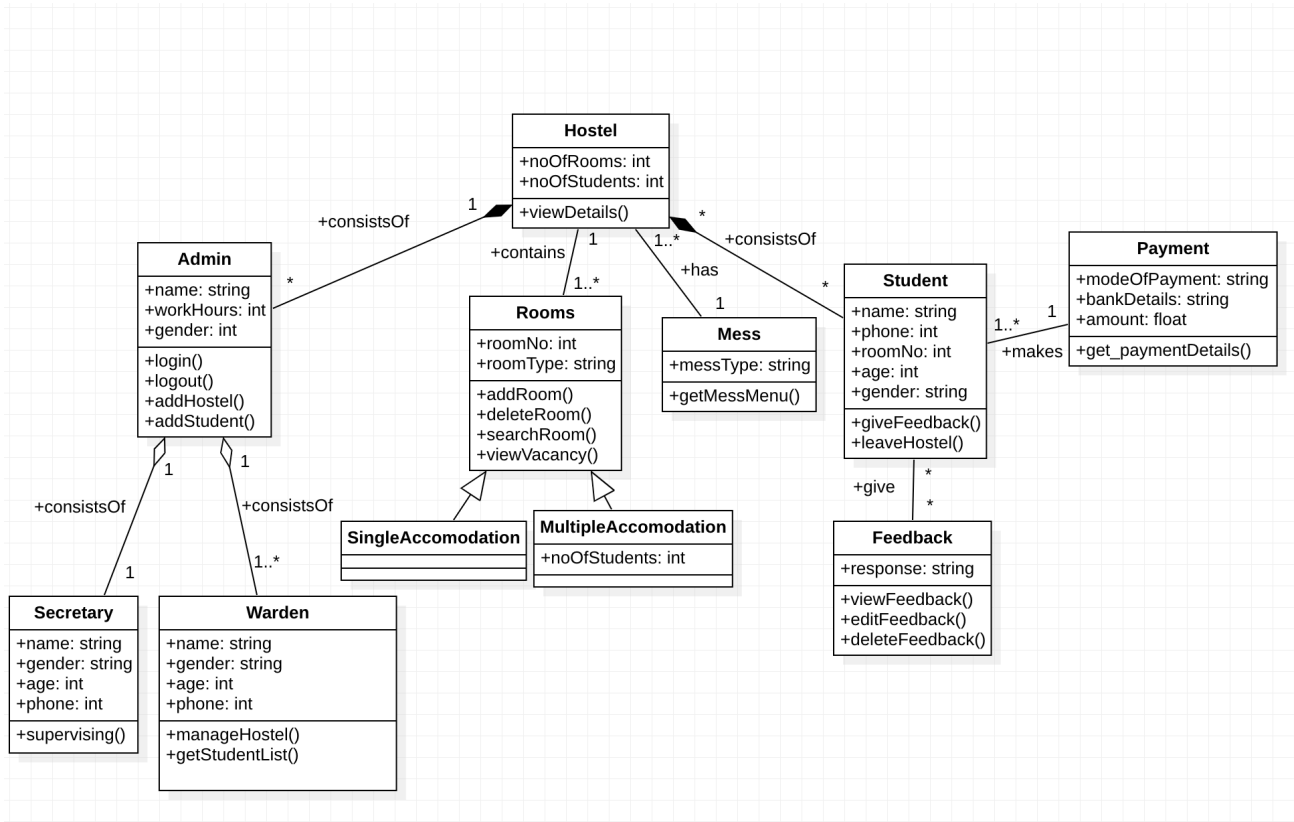 Hostel
+noOfRooms: int
+noOfStudents: int
+viewDetails()
1
+consistsOf
*
+contains
1
1..*
1..*
+has
1
*
+consistsOf
*
Admin
+name: string
+workHours: int
+gender: int
+login()
+logout()
+addHostel()
+addStudent()
Rooms
+roomNo: int
+roomType: string
+addRoom()
+deleteRoom()
+searchRoom()
+viewVacancy()
Mess
+messType: string
+getMessMenu()
Student
+name: string
+phone: int
+roomNo: int
+age: int
+gender: string
+giveFeedback()
+leaveHostel()
1..*
1
+makes
Payment
+modeOfPayment: string
+bankDetails: string
+amount: float
+get_paymentDetails()
1
+consistsOf
1
1
+consistsOf
1..*
SingleAccomodation
MultipleAccomodation
+noOfStudents: int
*
+give
*
Feedback
+response: string
+viewFeedback()
+editFeedback()
+deleteFeedback()
Secretary
+name: string
+gender: string
+age: int
+phone: int
+supervising()
Warden
+name: string
+gender: string
+age: int
+phone: int
+manageHostel()
+getStudentList()